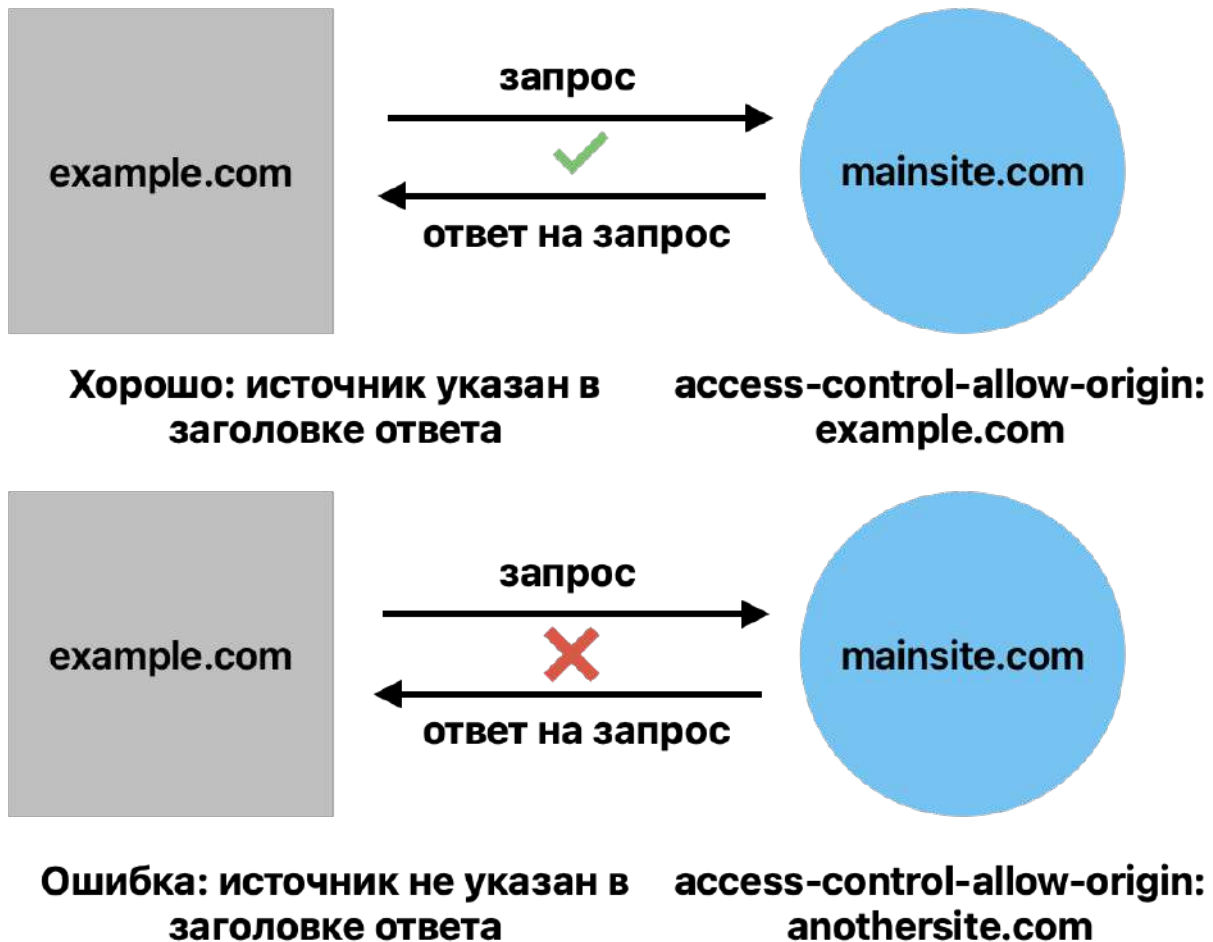 запрос
example.com
mainsite.com
ответ на запрос
Хорошо: источник указан в
заголовке ответа
access-control-allow-origin:
example.com
запрос
example.com
mainsite.com
ответ на запрос
Ошибка: источник не указан в
заголовке ответа
access-control-allow-origin:
anothersite.com